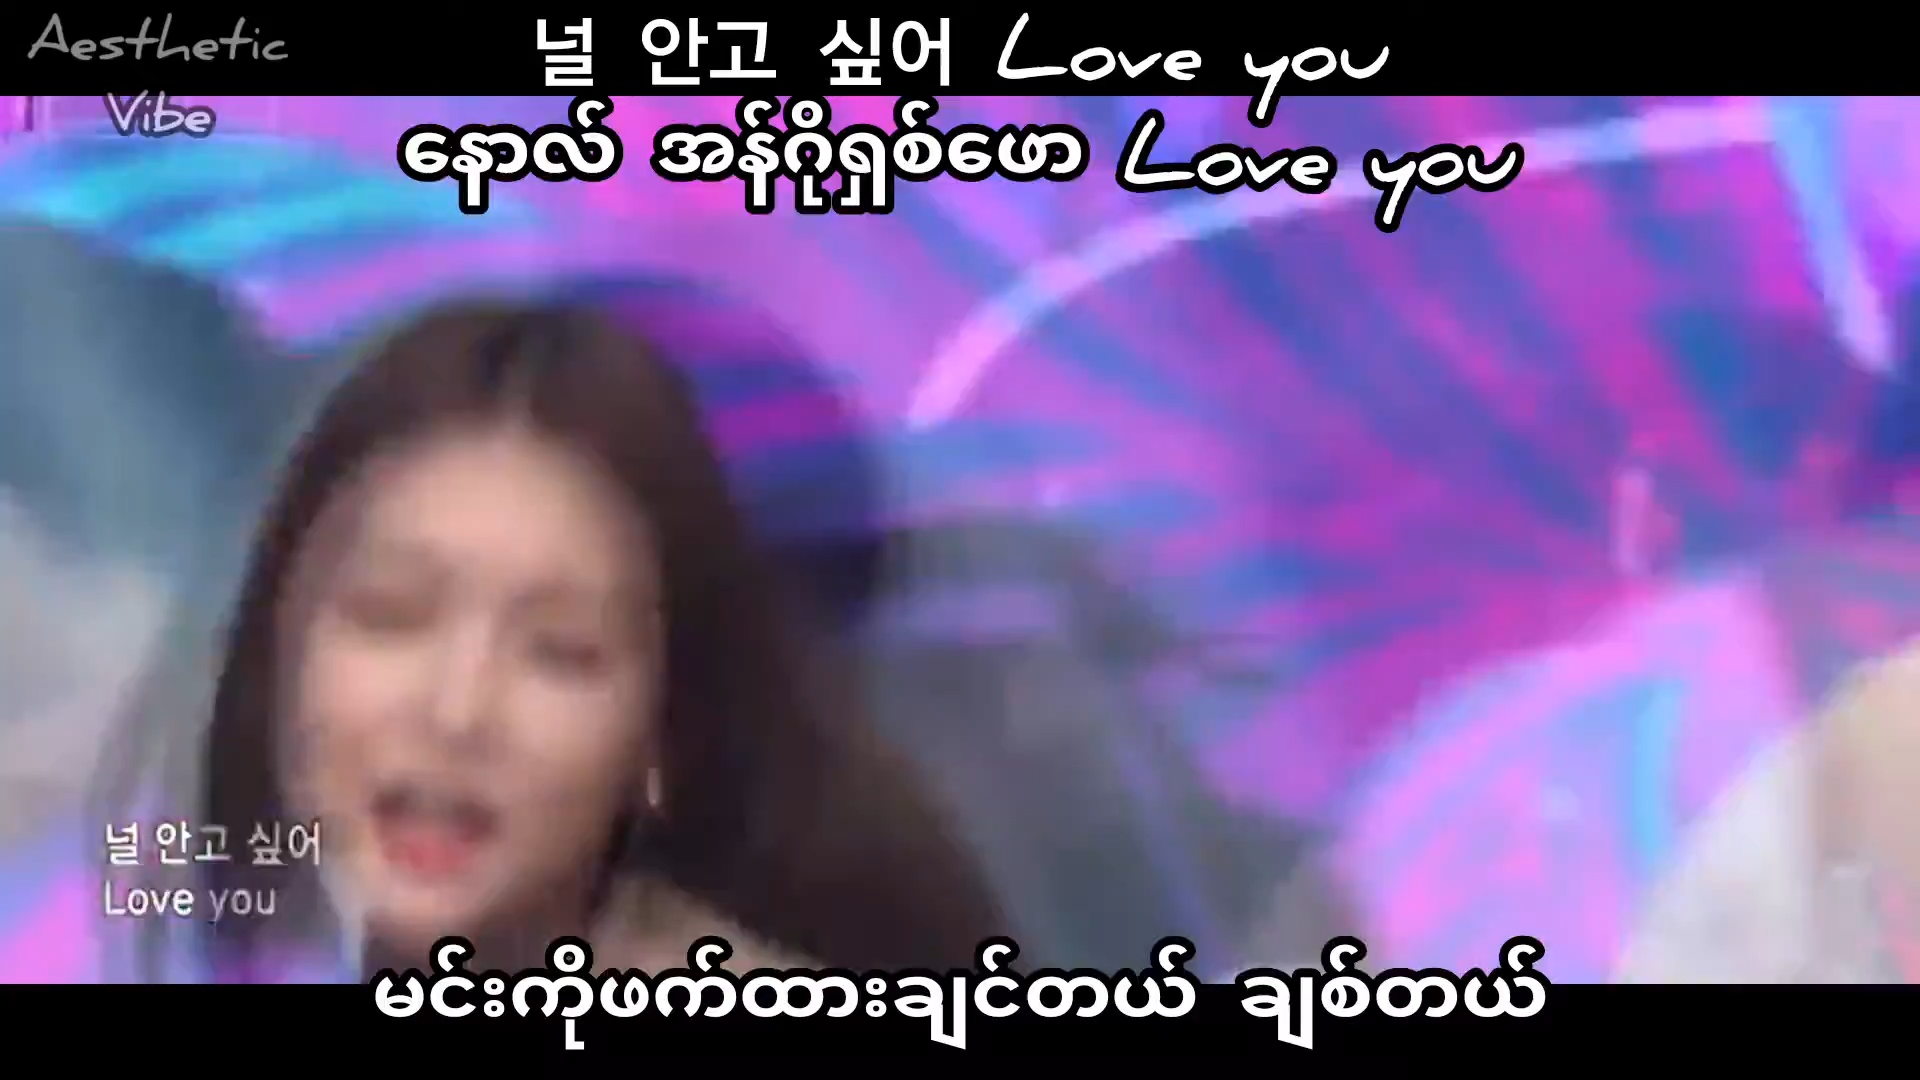 Aesthetic
Vibe
널 안고 싶어 Love you
နောလ် အန်ဂိုရှစ်ဖော Love you
널 안고 싶어
Love you
မင်းကိုဖက်ထားချင်တယ် ချစ်တယ်